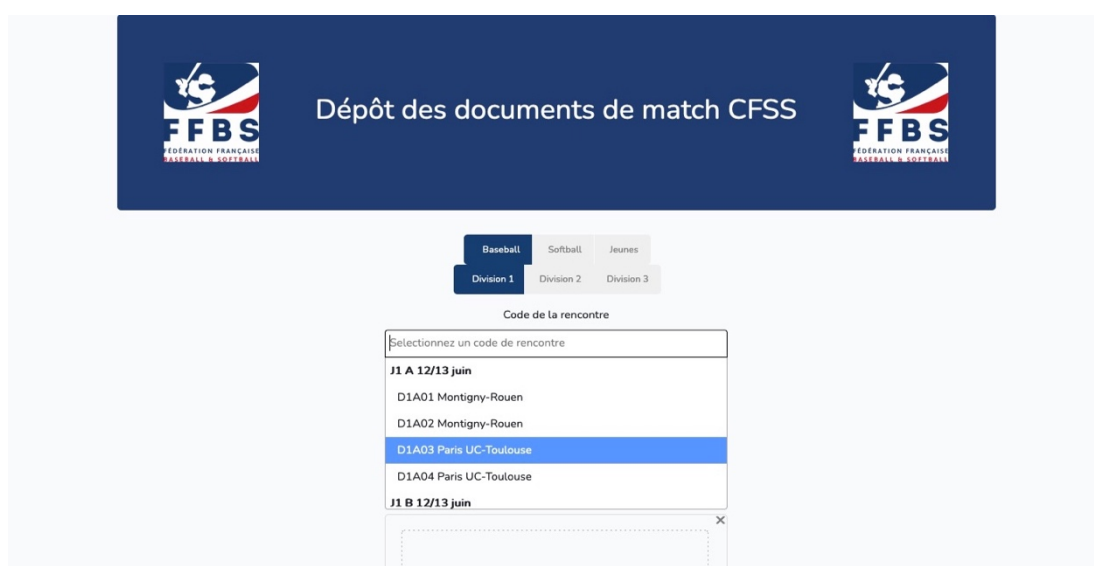 FFBS
FÉDÉRATION FRANÇAISE
BASEBALL & SOFTBALL
Dépôt des documents de match CFSS
FFBS
FÉDÉRATION FRANÇAISE
BASEBALL & SOFTBALL
Baseball Softball Jeunes
Division 1 Division 2 Division 3
Code de la rencontre
Selectionnez un code de rencontre
J1 A 12/13 juin
D1A01 Montigny-Rouen
D1A02 Montigny-Rouen
D1A03 Paris UC-Toulouse
D1A04 Paris UC-Toulouse
J1 B 12/13 juin